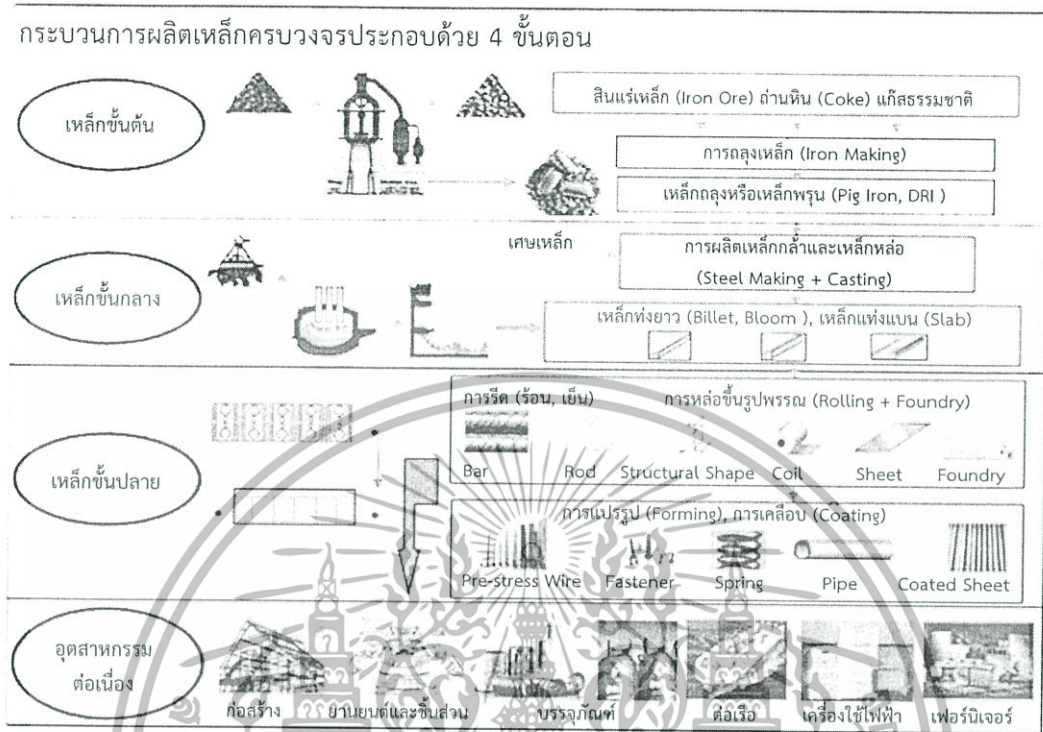 กระบวนการผลิตเหล็กครบวงจรประกอบด้วย 4 ขั้นตอน
เหล็กขั้นต้น
สินแร่เหล็ก (Iron Ore) ถ่านหิน (Coke) แก๊สธรรมชาติ
การถลุงเหล็ก (Iron Making)
เหล็กถลุงหรือเหล็กพรุน (Pig Iron, DRI )
เหล็กขั้นกลาง
เศษเหล็ก
การผลิตเหล็กกล้าและเหล็กหล่อ
(Steel Making + Casting)
เหล็กท่งยาว (Billet, Bloom ), เหล็กแท่งแบน (Slab)
เหล็กขั้นปลาย
การรีด (ร้อน, เย็น) การหล่อขึ้นรูปพรรณ (Rolling + Foundry)
Bar Rod Structural Shape Coil Sheet Foundry
การแปรรูป (Forming), การเคลือบ (Coating)
Pre-stress Wire Fastener Spring Pipe Coated Sheet
อุตสาหกรรม
ต่อเนื่อง
ก่อสร้าง ยานยนต์และชิ้นส่วน บรรจุภัณฑ์ ต่อเรือ เครื่องใช้ไฟฟ้า เฟอร์นิเจอร์